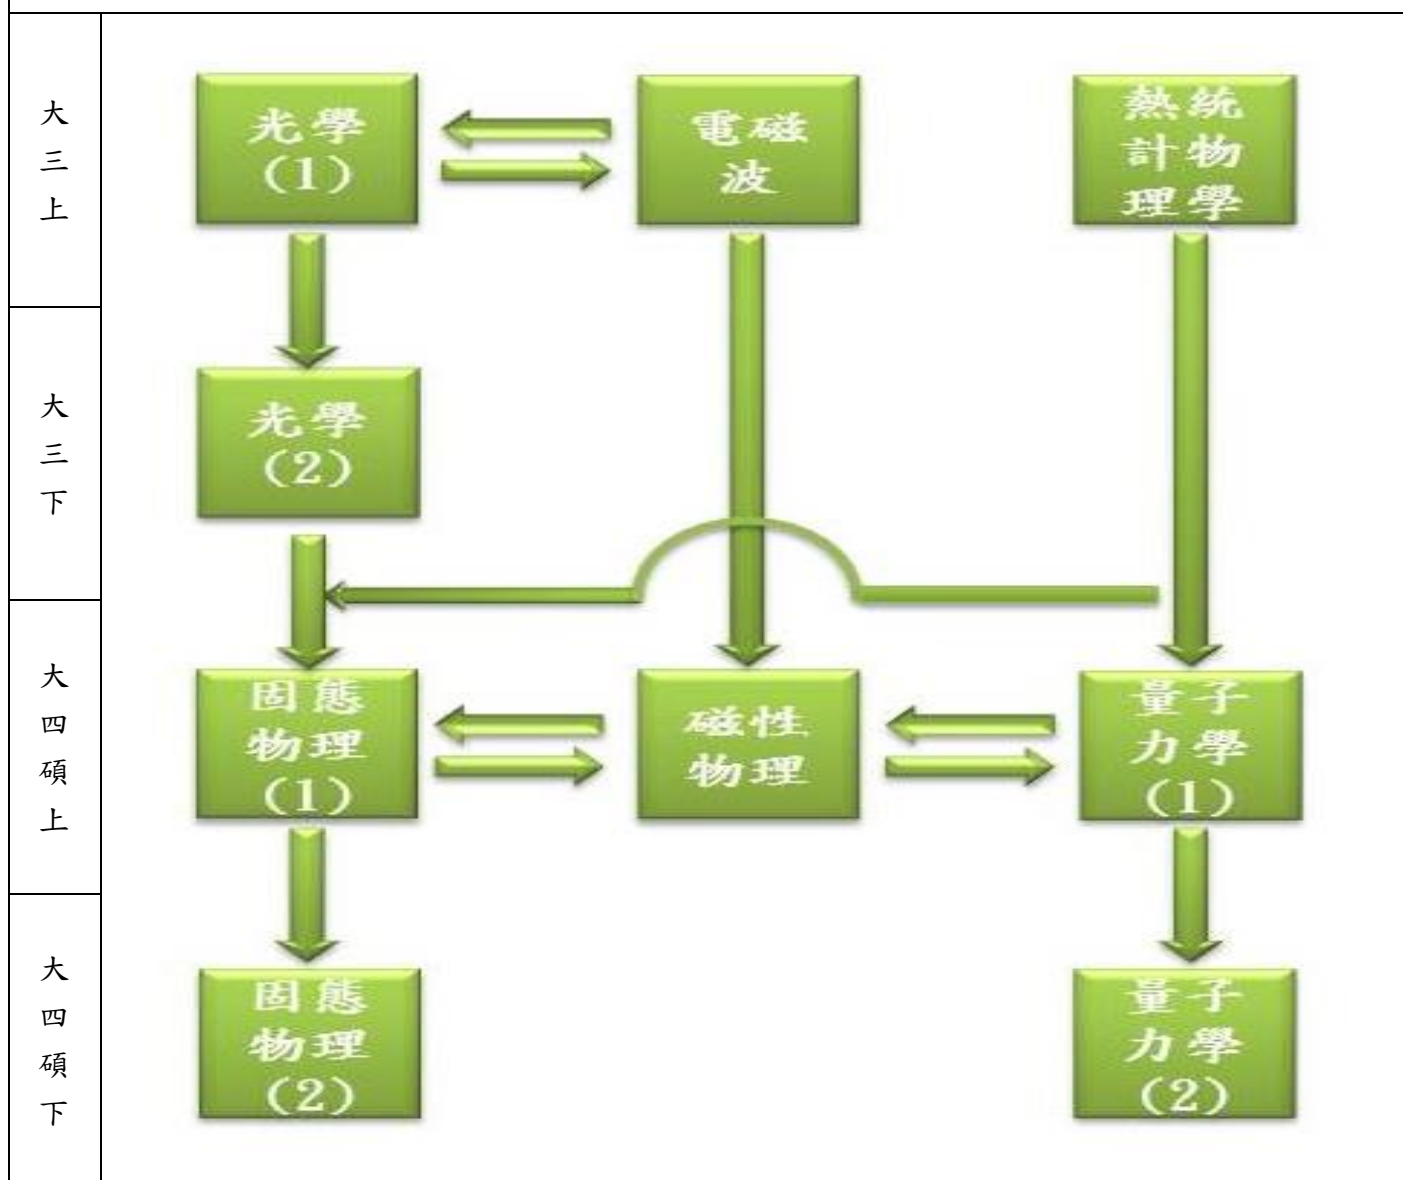 大
三
上
光學
(1)
電磁
波
熱統
計物
理學
大
三
下
光學
(2)
大
四
碩
上
固態
物理
(1)
磁性
物理
量子
力學
(1)
大
四
碩
下
固態
物理
(2)
量子
力學
(2)